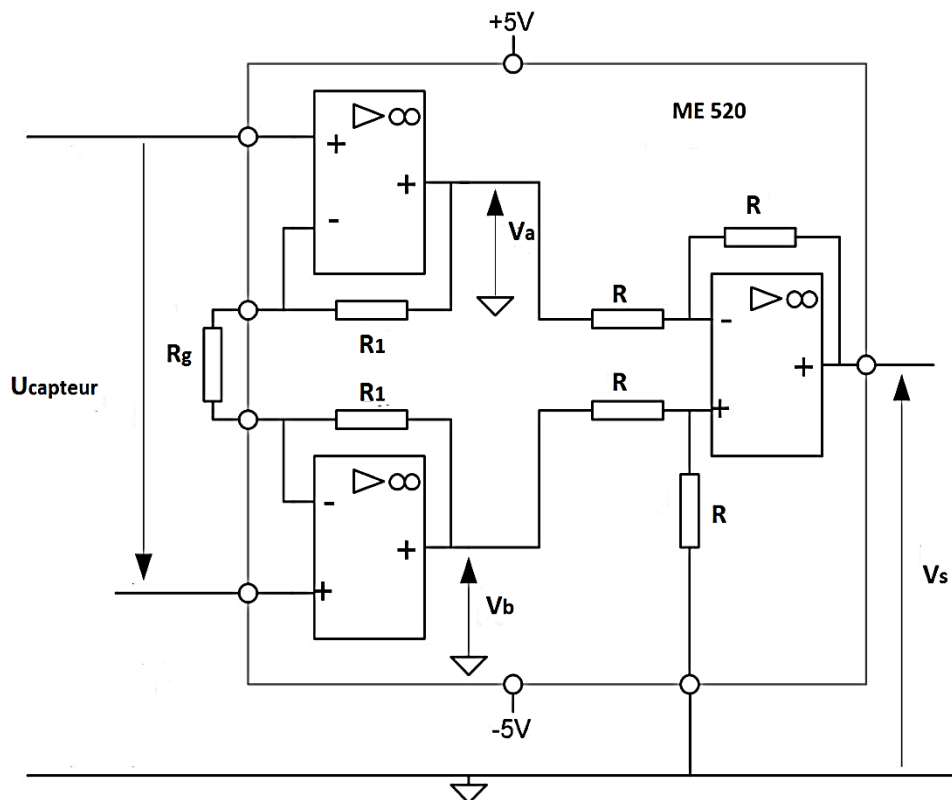 +5V
ME 520
▷ ∞
+
+
-
Va
R
R1
Rg
R
▷ ∞
-
+
+
Ucapteur
R1
R
▷ ∞
-
+
+
R
Vb
Vs
-5V